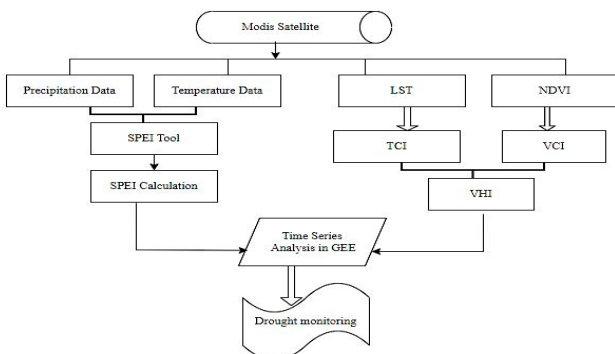 Modis Satellite
Precipitation Data
Temperature Data
LST
NDVI
SPEI Tool
TCI
VCI
SPEI Calculation
VHI
Time Series
Analysis in GEE
Drought monitoring